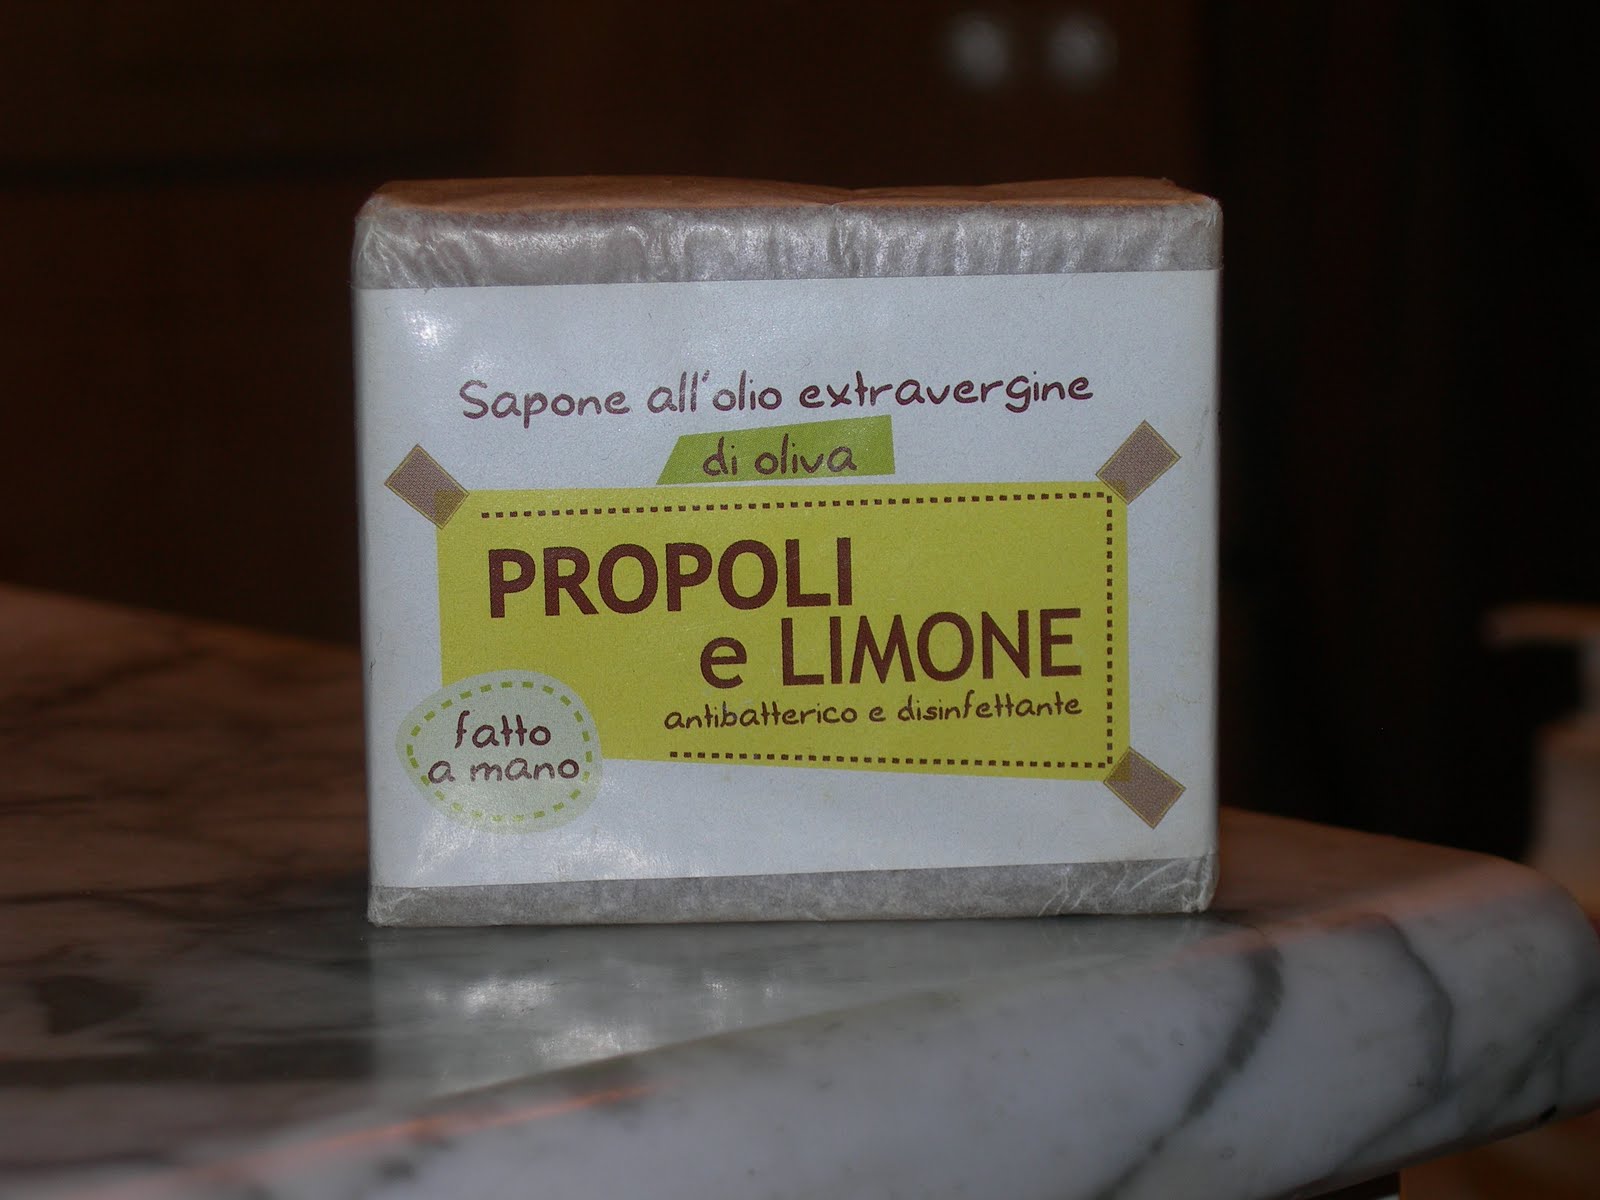 Sapone all'olio extravergine
di oliva
PROPOLI
e LIMONE
antibatterico e disinfettante
fatto
a mano